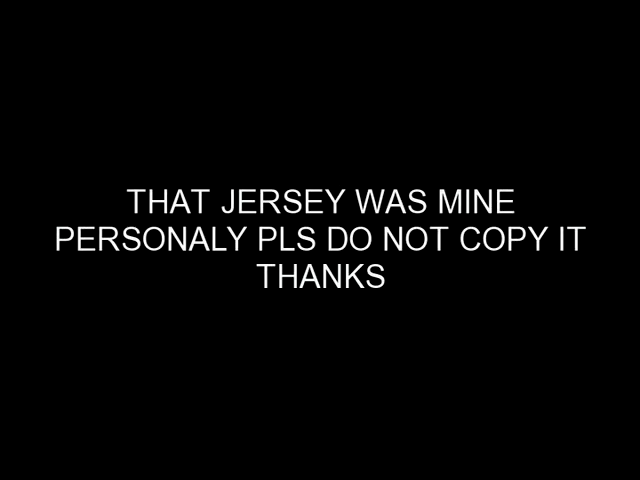 THAT JERSEY WAS MINE
PERSONALY PLS DO NOT COPY IT
THANKS